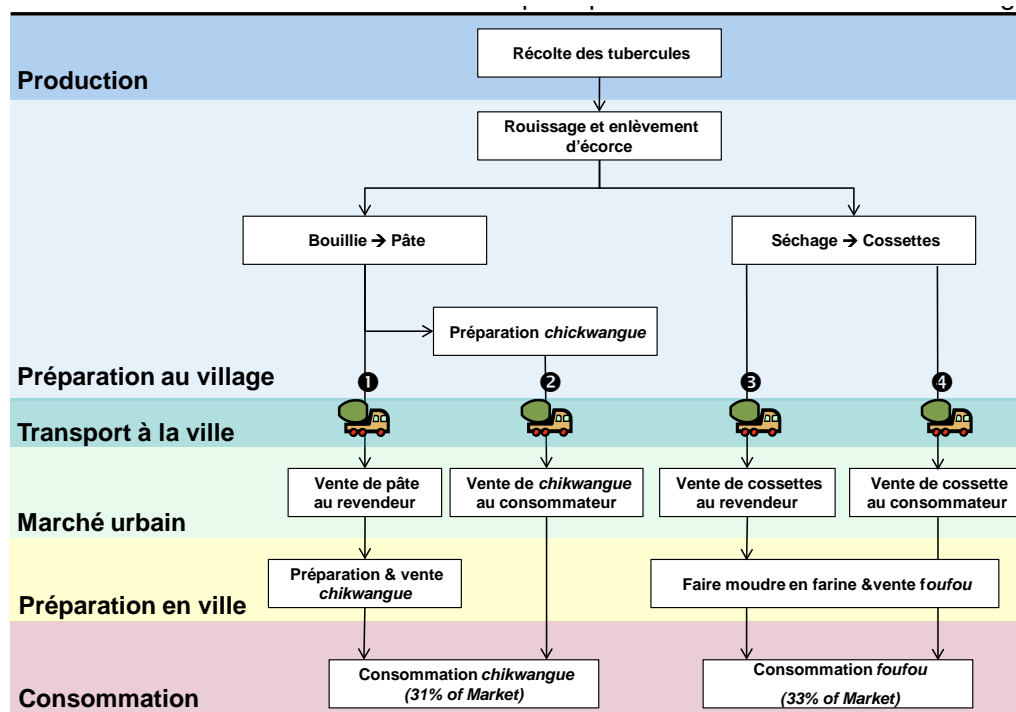 Récolte des tubercules
Production
Rouissage et enlèvement
d'écorce
Bouillie → Pâte
Séchage → Cossettes
Préparation chickwangue
Préparation au village
❶
❷
❸
❹
Transport à la ville
Vente de pâte
au revendeur
Vente de chikwangue
au consommateur
Vente de cossettes
au revendeur
Vente de cossette
au consommateur
Marché urbain
Préparation & vente
chikwangue
Faire moudre en farine &vente foufou
Préparation en ville
Consommation chikwangue
(31% of Market)
Consommation foufou
(33% of Market)
Consommation